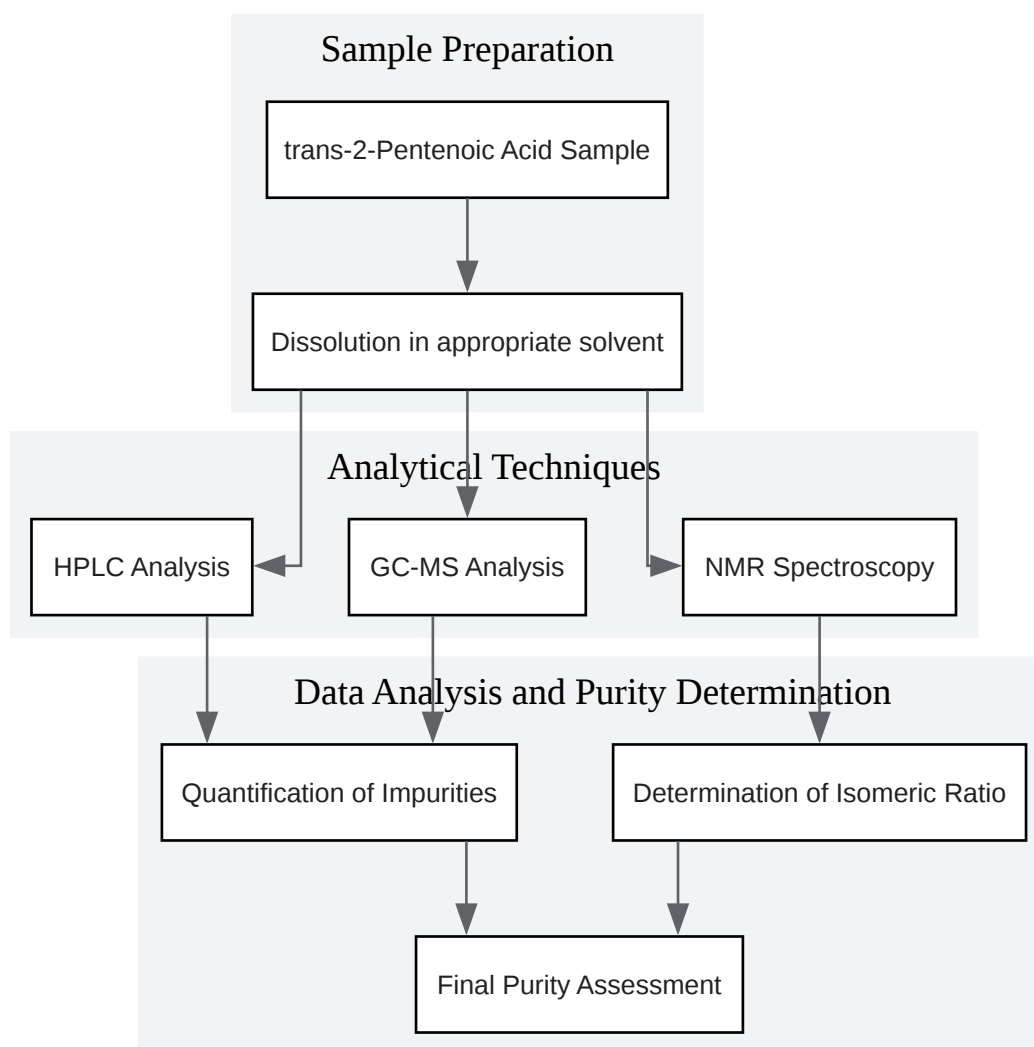 Sample Preparation
trans-2-Pentenoic Acid Sample
Dissolution in appropriate solvent
Analytical Techniques
HPLC Analysis
GC-MS Analysis
NMR Spectroscopy
Data Analysis and Purity Determination
Quantification of Impurities
Determination of Isomeric Ratio
Final Purity Assessment